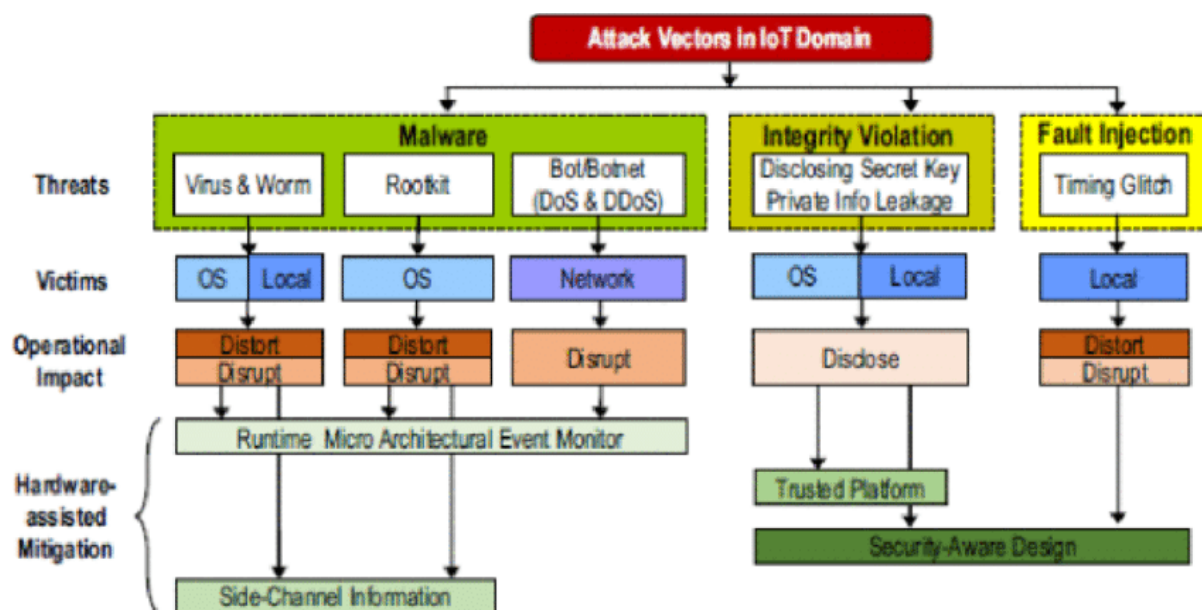 Attack Vectors in IoT Domain
Malware
Integrity Violation
Fault Injection
Threats
Virus & Worm
Rootkit
Bot/Botnet
(DoS & DDoS)
Disclosing Secret Key
Private Info Leakage
Timing Glitch
Victims
OS
Local
OS
Network
OS
Local
Local
Operational
Impact
Distort
Disrupt
Distort
Disrupt
Disrupt
Disclose
Distort
Disrupt
Hardware-
assisted
Mitigation
Runtime Micro Architectural Event Monitor
Trusted Platform
Security-Aware Design
Side-Channel Information